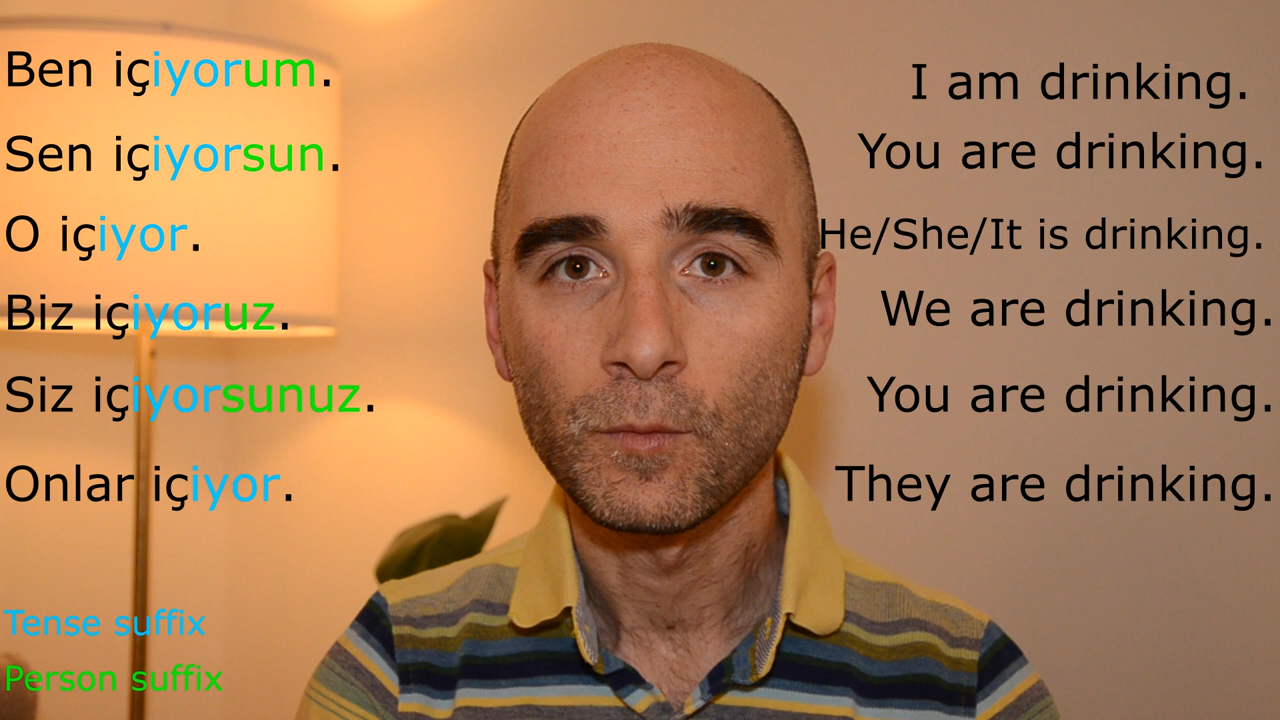 Ben içiyorum.
I am drinking.
Sen içiyorsun.
You are drinking.
O içiyor.
He/She/It is drinking.
Biz içiyoruz.
We are drinking.
Siz içiyorsunuz.
You are drinking.
Onlar içiyor.
They are drinking.
Tense suffix
Person suffix